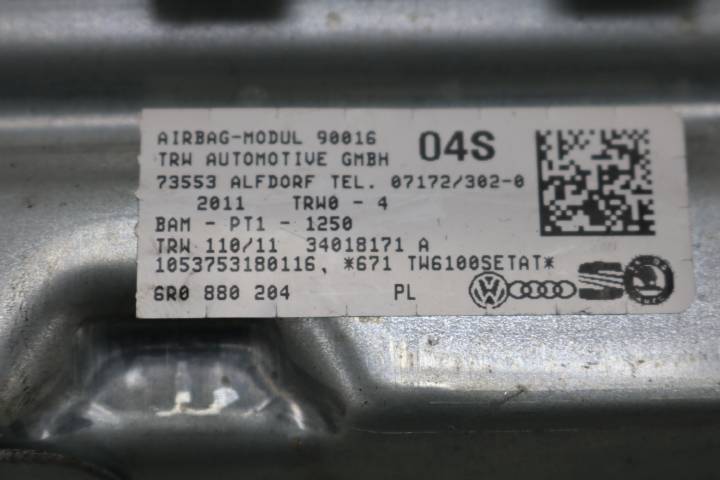 AIRBAG-MODUL 90016
04S
TRW AUTOMOTIVE GMBH
73553 ALFDORF TEL. 07172/302-0
2011 TRW0 - 4
BAM - PT1 - 1250
TRW 110/11 34018171 A
1053753180116, *671 TW6100SETAT*
6R0 880 204 PL